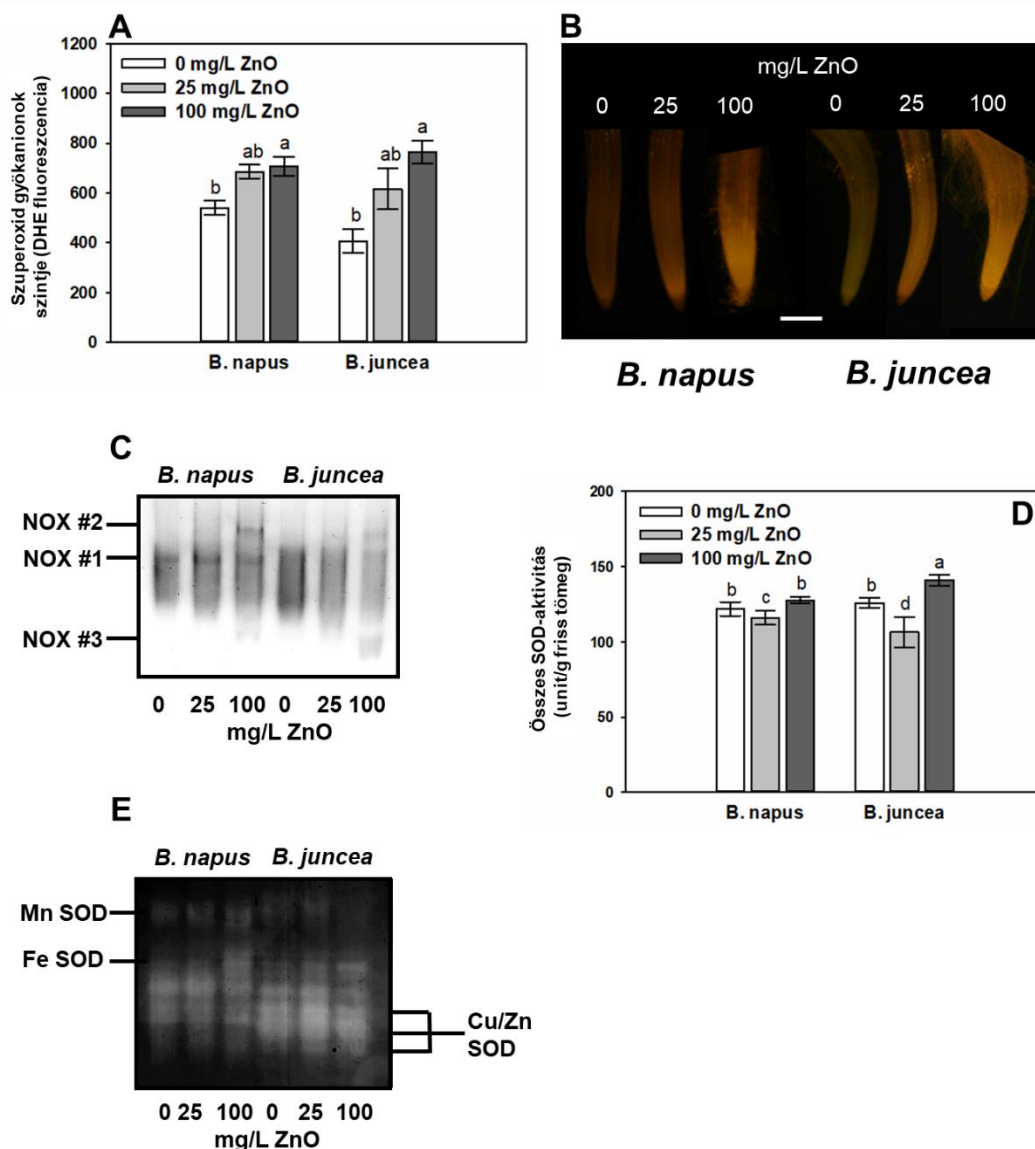 A
Szuperoxid gyökanionok
szintje (DHE fluoreszcencia)
1200
1000
800
600
400
200
0
0 mg/L ZnO
25 mg/L ZnO
100 mg/L ZnO
b
ab
a
b
ab
a
B. napus
B. juncea
B
mg/L ZnO
0 25 100 0 25 100
B. napus B. juncea
C
B. napus B. juncea
NOX #2
NOX #1
NOX #3
0 25 100 0 25 100
mg/L ZnO
D
Összes SOD-aktivitás
(unit/g friss tömeg)
200
150
100
50
0
0 mg/L ZnO
25 mg/L ZnO
100 mg/L ZnO
b
c
b
b
d
a
B. napus
B. juncea
E
B. napus B. juncea
Mn SOD
Fe SOD
Cu/Zn
SOD
0 25 100 0 25 100
mg/L ZnO